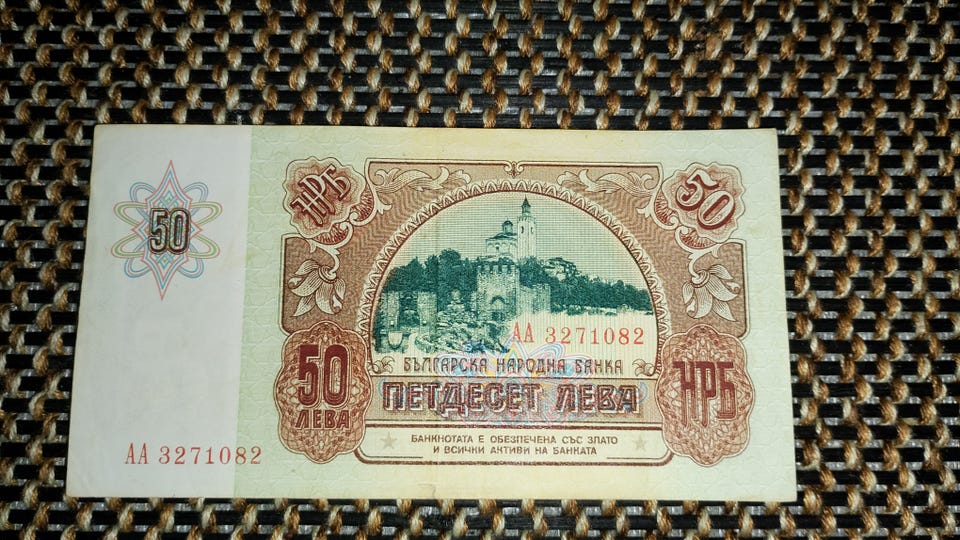 50
НРБ
50
АА 3271082
БЪЛГАРСКА НАРОДНА БАНКА
ПЕТДЕСЕТ ЛЕВА
50
ЛЕВА
НРБ
БАНКНОТАТА Е ОБЕЗПЕЧЕНА СЪС ЗЛАТО
И ВСИЧКИ АКТИВИ НА БАНКАТА
АА 3271082